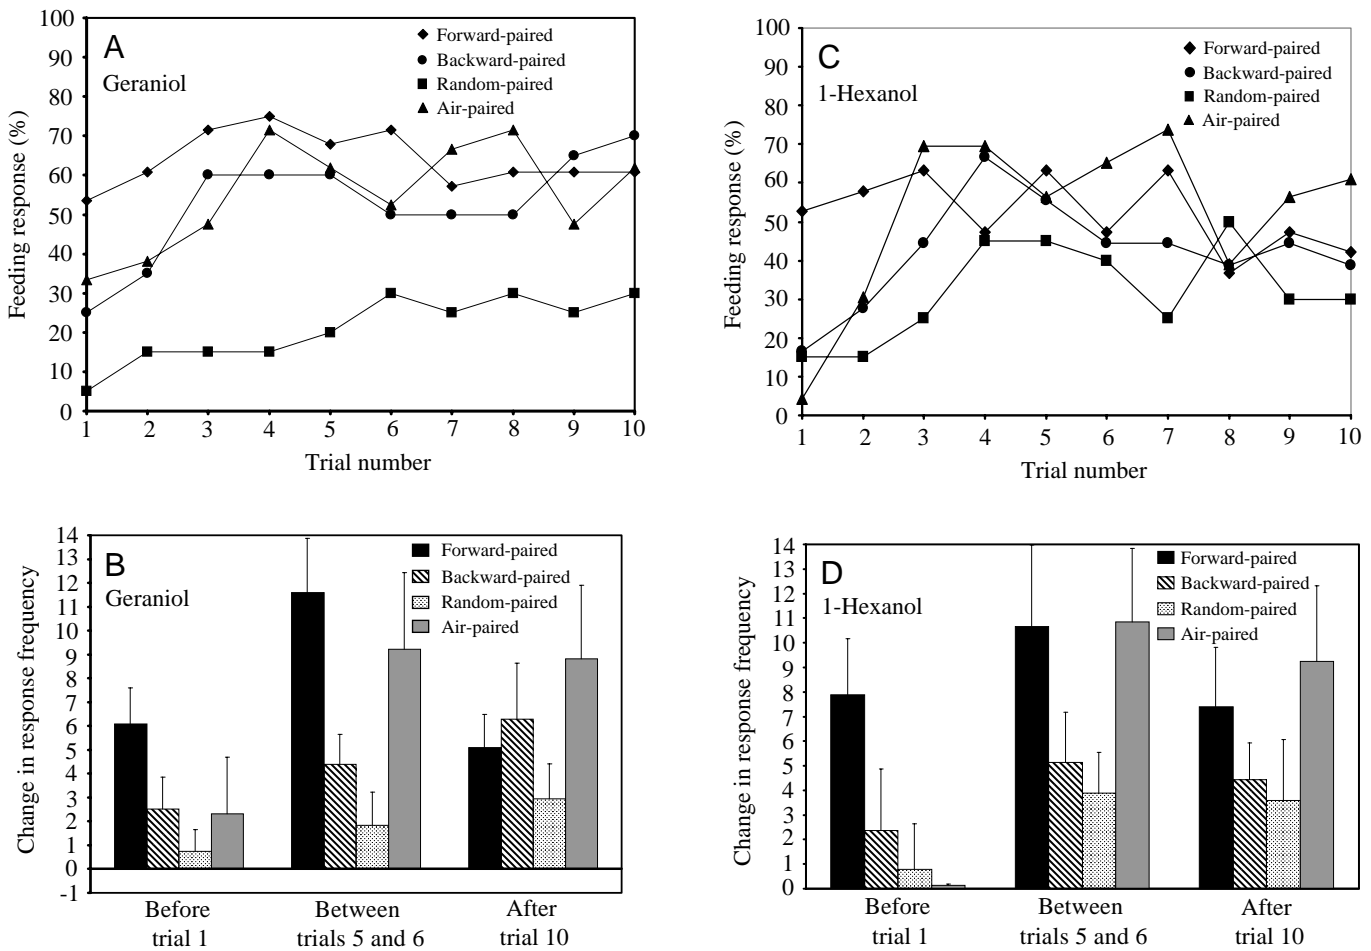 A
Geraniol
Forward-paired
Backward-paired
Random-paired
Air-paired
Feeding response (%)
100
90
80
70
60
50
40
30
20
10
0
1 2 3 4 5 6 7 8 9 10
Trial number
C
1-Hexanol
Forward-paired
Backward-paired
Random-paired
Air-paired
Feeding response (%)
100
90
80
70
60
50
40
30
20
10
0
1 2 3 4 5 6 7 8 9 10
Trial number
B
Geraniol
Forward-paired
Backward-paired
Random-paired
Air-paired
Change in response frequency
14
13
12
11
10
9
8
7
6
5
4
3
2
1
0
-1
Before Between After
trial 1 trials 5 and 6 trial 10
D
1-Hexanol
Forward-paired
Backward-paired
Random-paired
Air-paired
Change in response frequency
14
13
12
11
10
9
8
7
6
5
4
3
2
1
0
Before Between After
trial 1 trials 5 and 6 trial 10